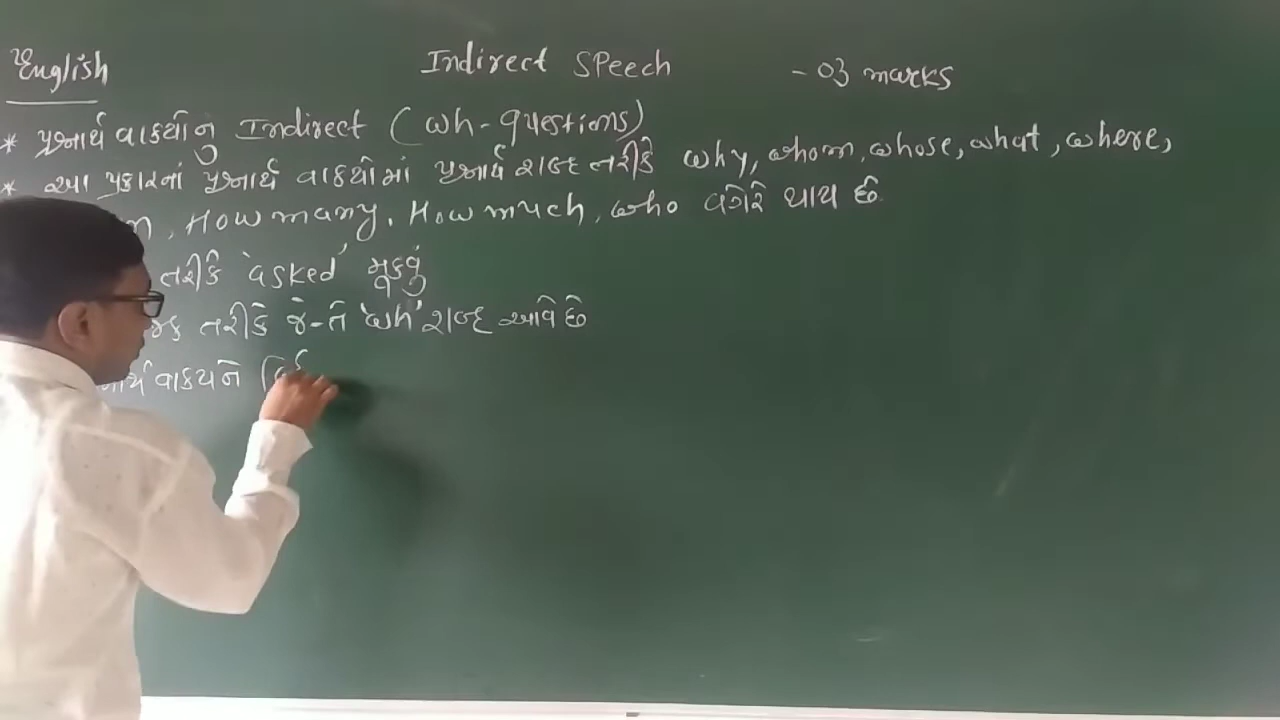 English
Indirect Speech - 03 marks
* પ્રશ્નાર્થ વાક્યોનું Indirect (wh-questions)
* આ પ્રકારનાં પ્રશ્નાર્થ વાક્યોમાં પ્રશ્નાર્થ શબ્દ તરીકે why, whom, whose, what, where,
How many, How much, who વગેરે થાય છે
તરીકે 'asked' મૂકવું
તરીકે જે-તે 'wh' શબ્દ આવે છે
વાક્યને